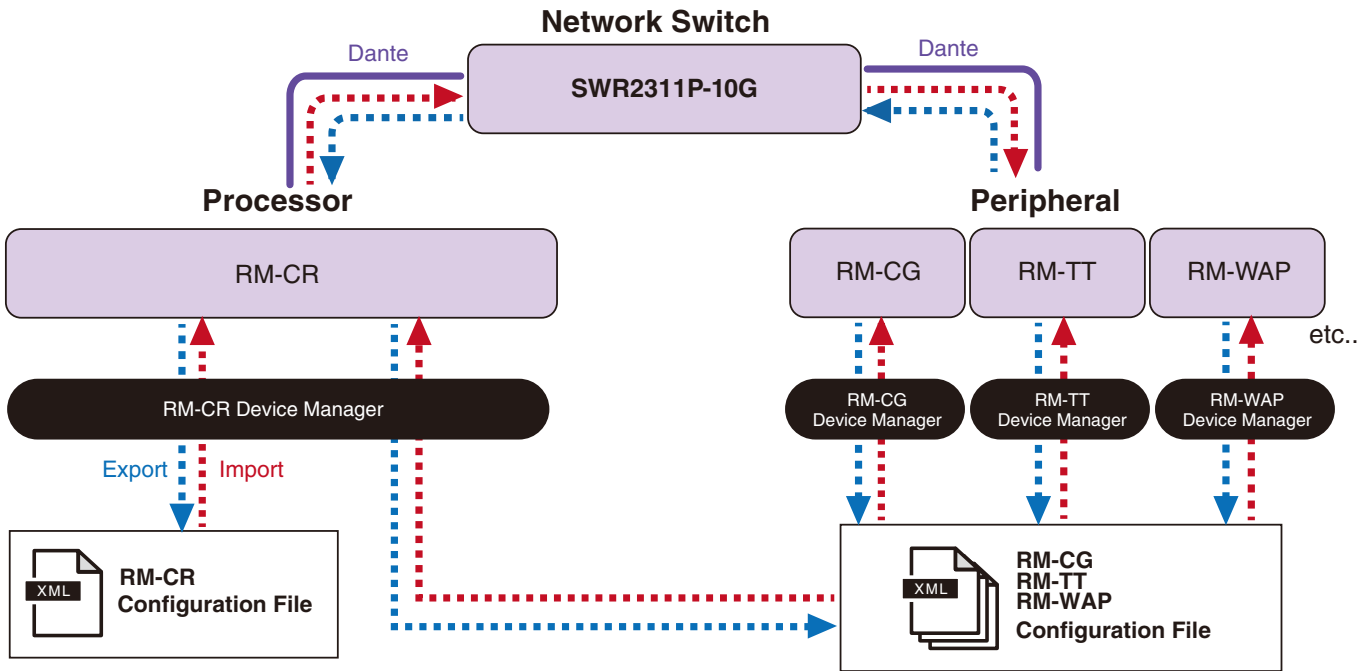 Network Switch
Dante
Dante
SWR2311P-10G
Processor
Peripheral
RM-CR
RM-CG
RM-TT
RM-WAP
etc..
RM-CR Device Manager
RM-CG
Device Manager
RM-TT
Device Manager
RM-WAP
Device Manager
Export
Import
XML
RM-CR
Configuration File
XML
RM-CG
RM-TT
RM-WAP
Configuration File